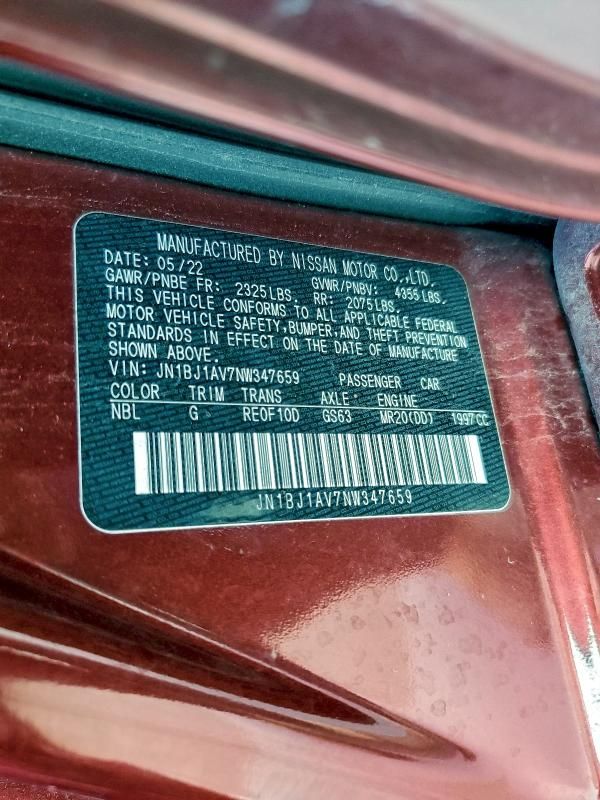 MANUFACTURED BY NISSAN MOTOR CO.,LTD.
DATE: 05/22 GVWR/PNBV: 4355LBS.
GAWR/PNBE FR: 2325LBS. RR: 2075LBS.
THIS VEHICLE CONFORMS TO ALL APPLICABLE FEDERAL
MOTOR VEHICLE SAFETY,BUMPER,AND THEFT PREVENTION
STANDARDS IN EFFECT ON THE DATE OF MANUFACTURE
SHOWN ABOVE.
VIN: JN1BJ1AV7NW347659 PASSENGER CAR
COLOR TRIM TRANS AXLE: ENGINE
NBL G RE0F10D GS63 MR20(DD) 1997CC
JN1BJ1AV7NW347659